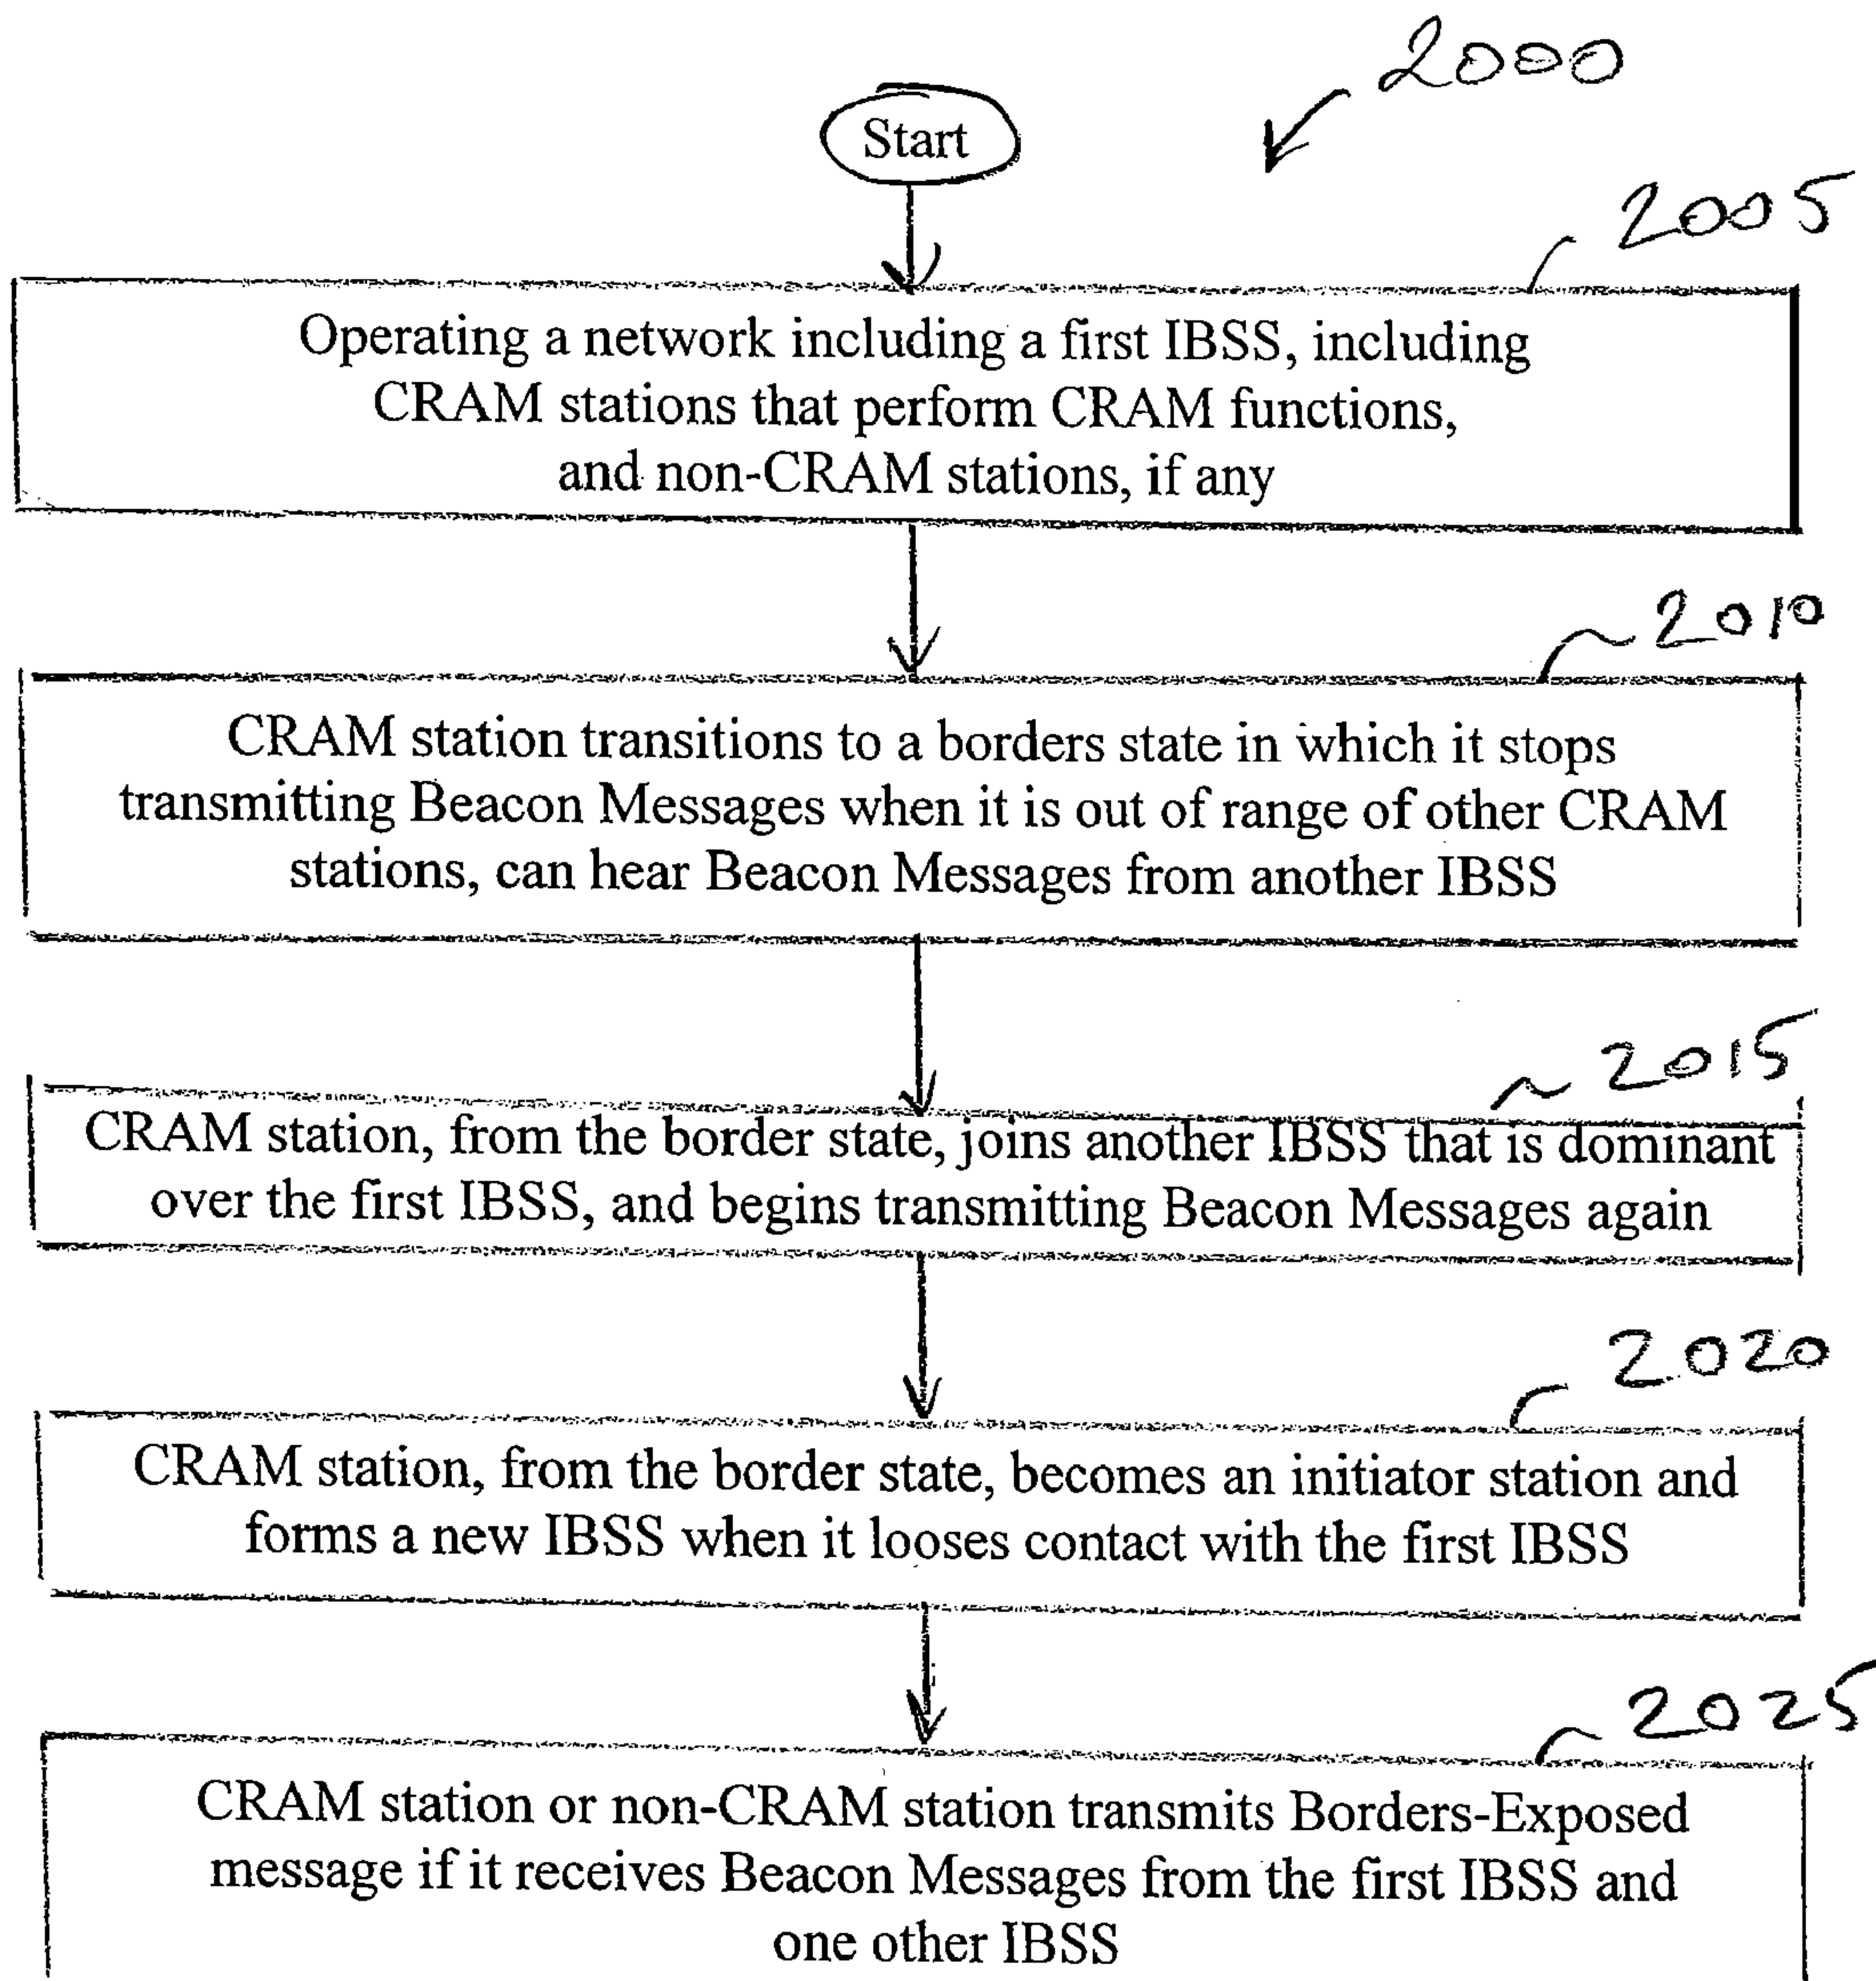 2000
Start
2005
Operating a network including a first IBSS, including
CRAM stations that perform CRAM functions,
and non-CRAM stations, if any
2010
CRAM station transitions to a borders state in which it stops
transmitting Beacon Messages when it is out of range of other CRAM
stations, can hear Beacon Messages from another IBSS
2015
CRAM station, from the border state, joins another IBSS that is dominant
over the first IBSS, and begins transmitting Beacon Messages again
2020
CRAM station, from the border state, becomes an initiator station and
forms a new IBSS when it looses contact with the first IBSS
2025
CRAM station or non-CRAM station transmits Borders-Exposed
message if it receives Beacon Messages from the first IBSS and
one other IBSS